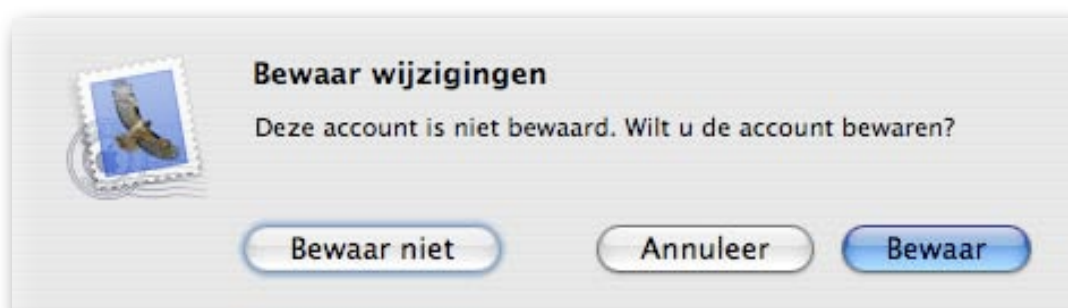 Bewaar wijzigingen
Deze account is niet bewaard. Wilt u de account bewaren?
Bewaar niet
Annuleer
Bewaar